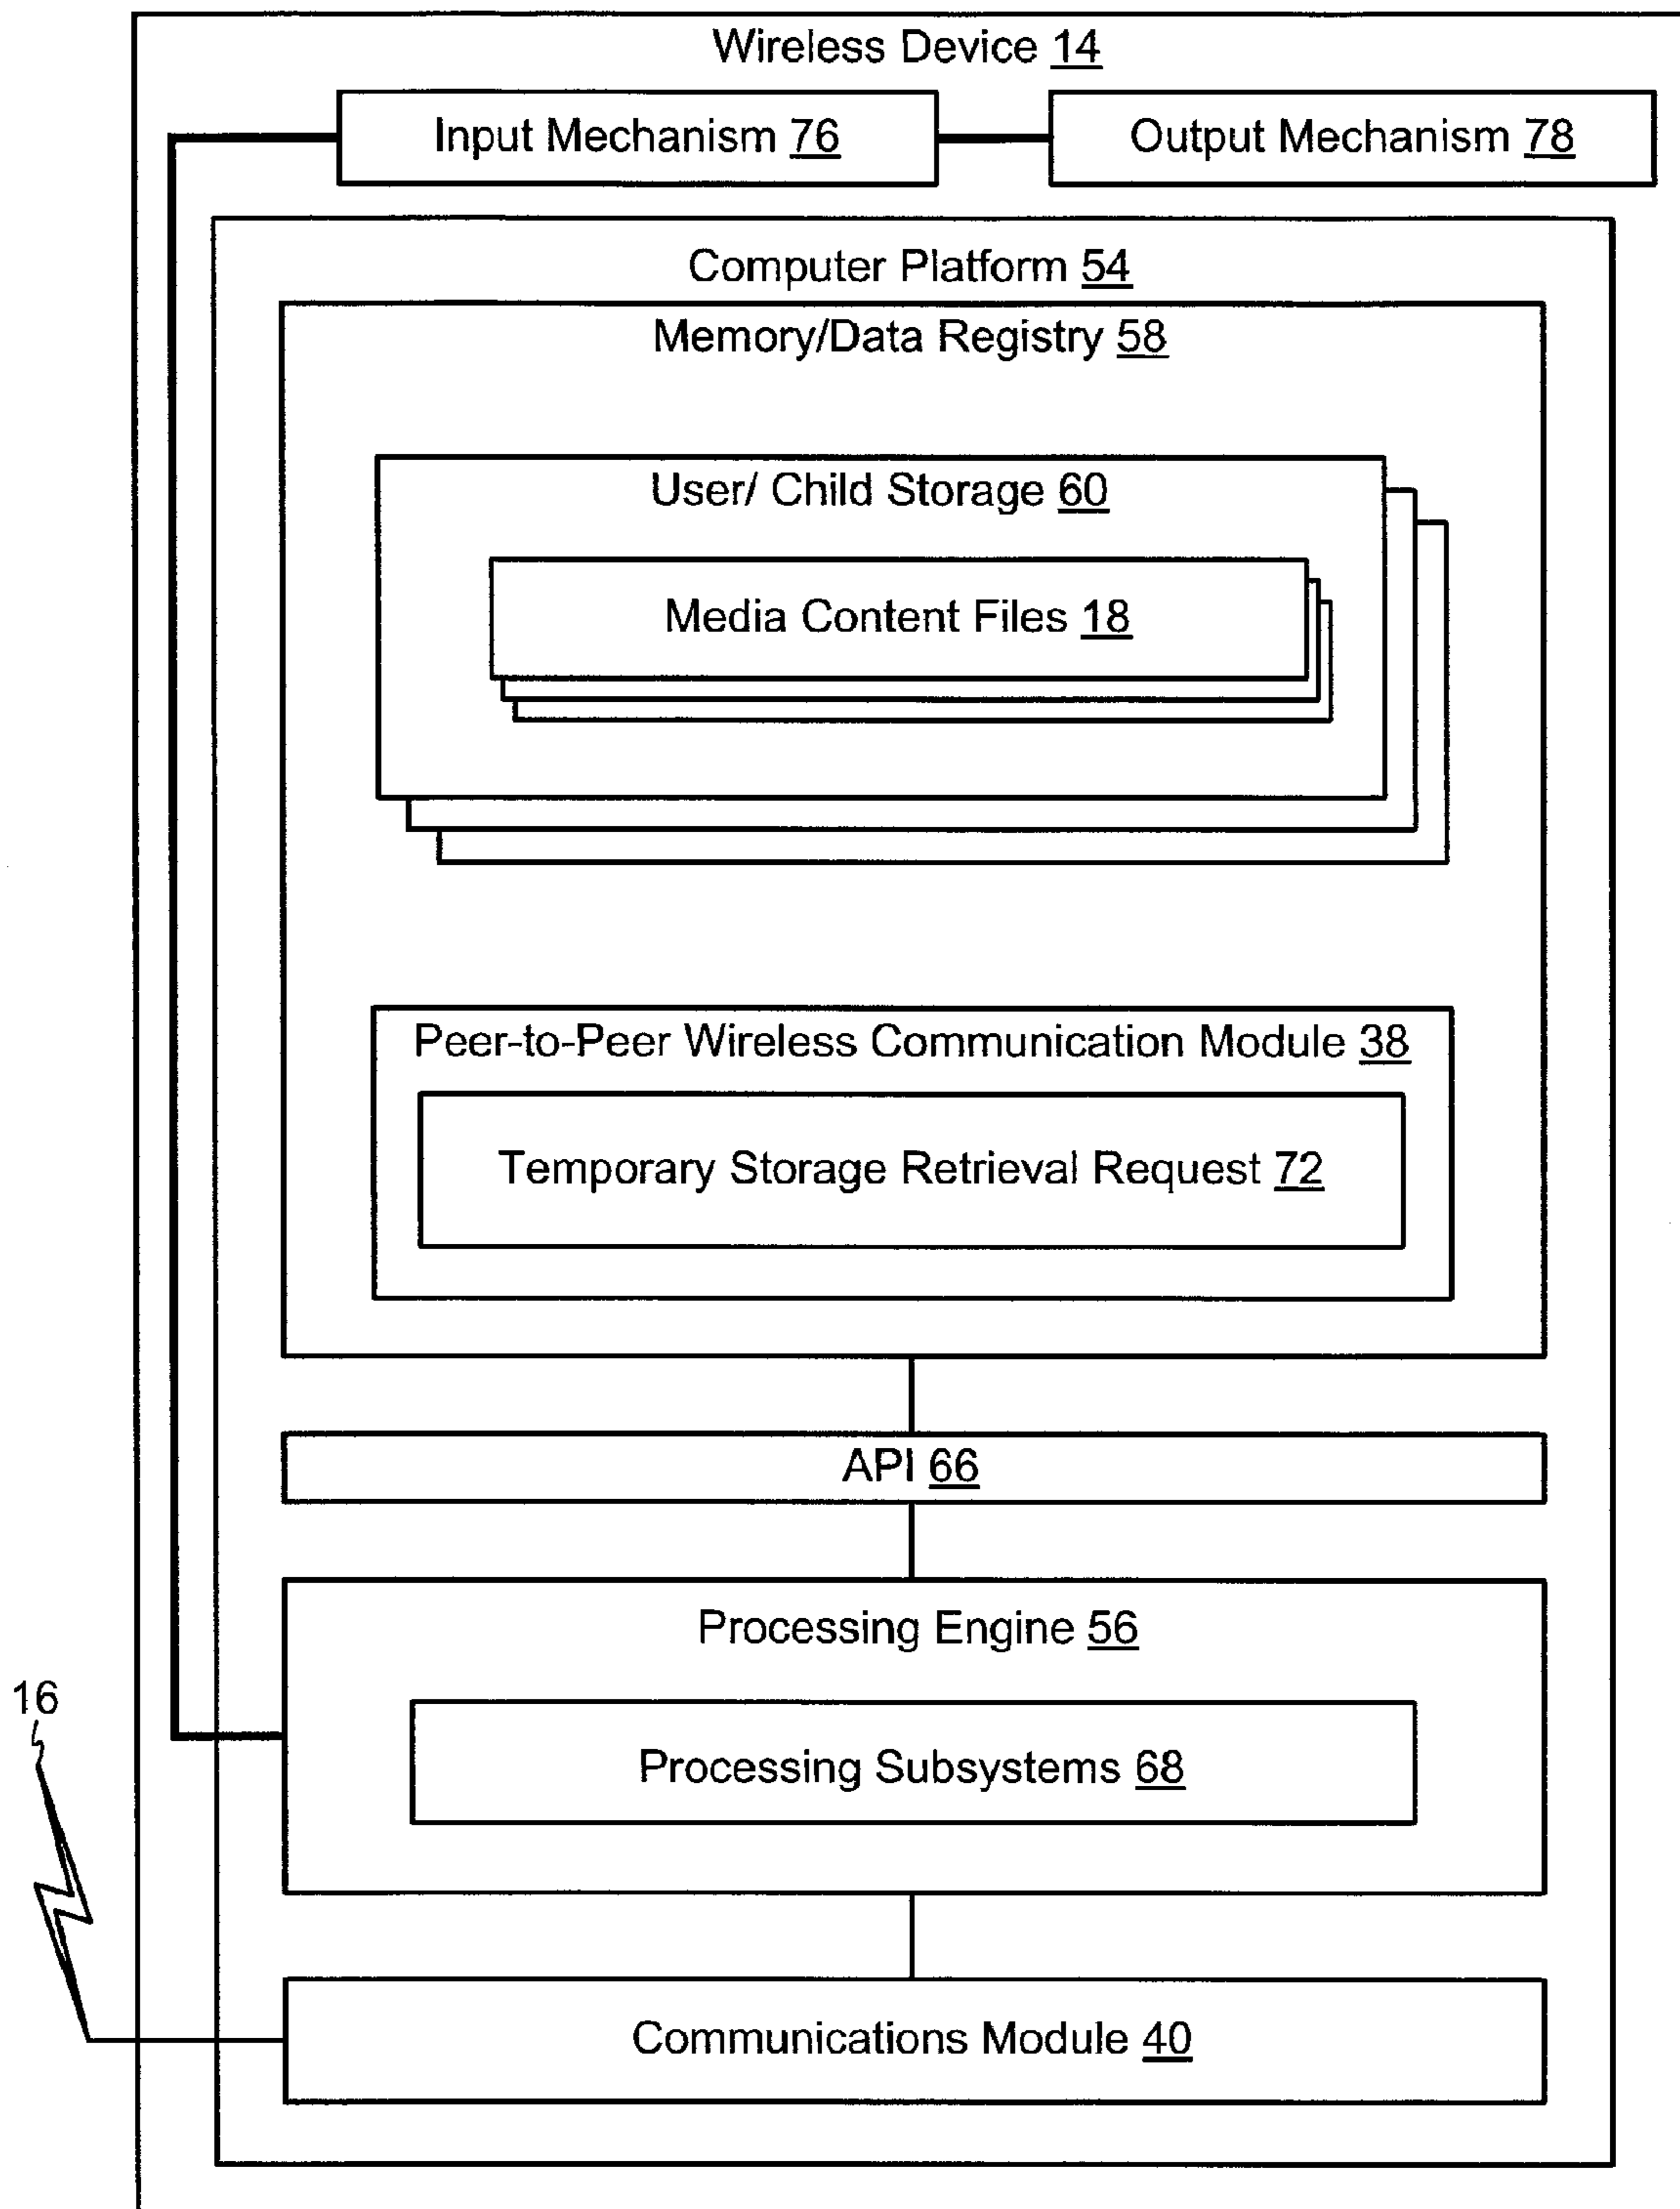 Wireless Device 14
Input Mechanism 76
Output Mechanism 78
Computer Platform 54
Memory/Data Registry 58
User/ Child Storage 60
Media Content Files 18
Peer-to-Peer Wireless Communication Module 38
Temporary Storage Retrieval Request 72
API 66
Processing Engine 56
16
Processing Subsystems 68
Communications Module 40